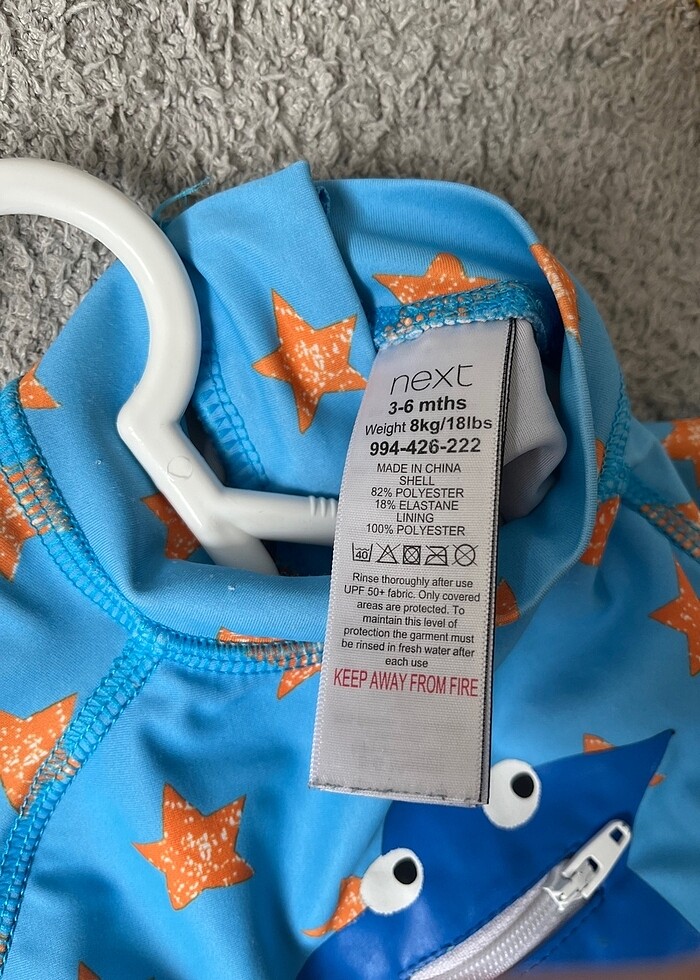 next
3-6 mths
Weight 8kg/18lbs
994-426-222
MADE IN CHINA
SHELL
82% POLYESTER
18% ELASTANE
LINING
100% POLYESTER
40
Rinse thoroughly after use
UPF 50+ fabric. Only covered
areas are protected. To
maintain this level of
protection the garment must
be rinsed in fresh water after
each use
KEEP AWAY FROM FIRE